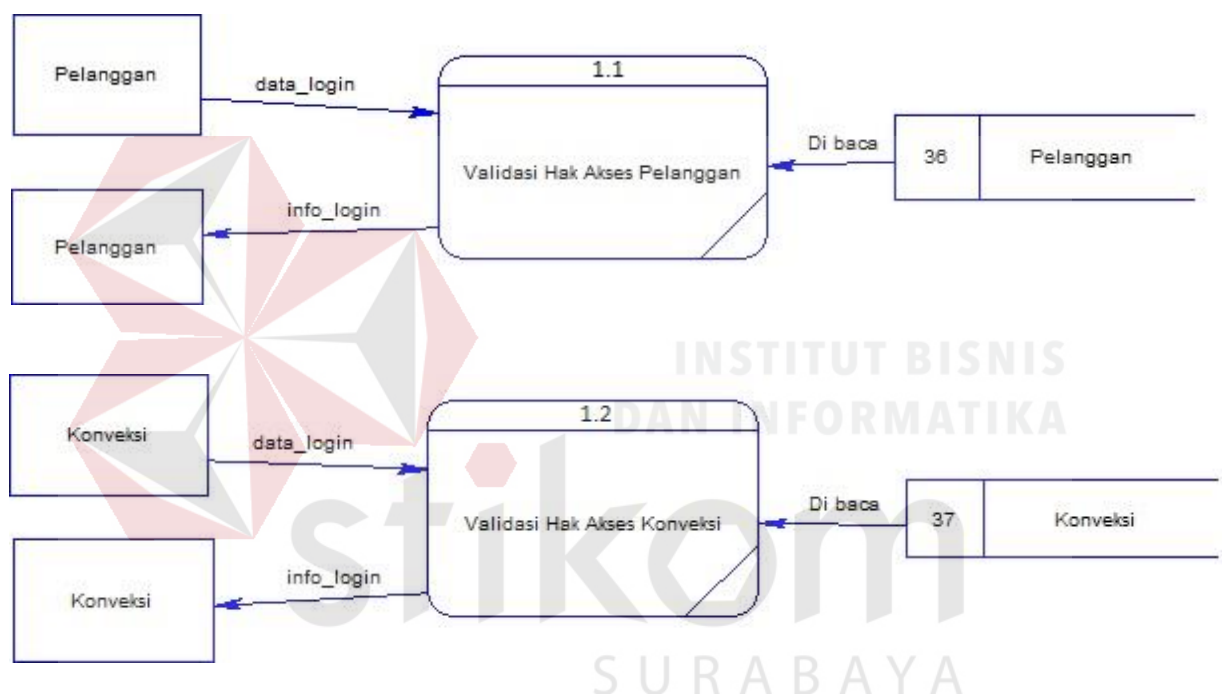 Pelanggan
data_login
1.1
Validasi Hak Akses Pelanggan
Di baca
36
Pelanggan
info_login
Pelanggan
INSTITUT BISNIS
DAN INFORMATIKA
Konveksi
data_login
1.2
Validasi Hak Akses Konveksi
Di baca
37
Konveksi
info_login
Konveksi
stikom
SURABAYA